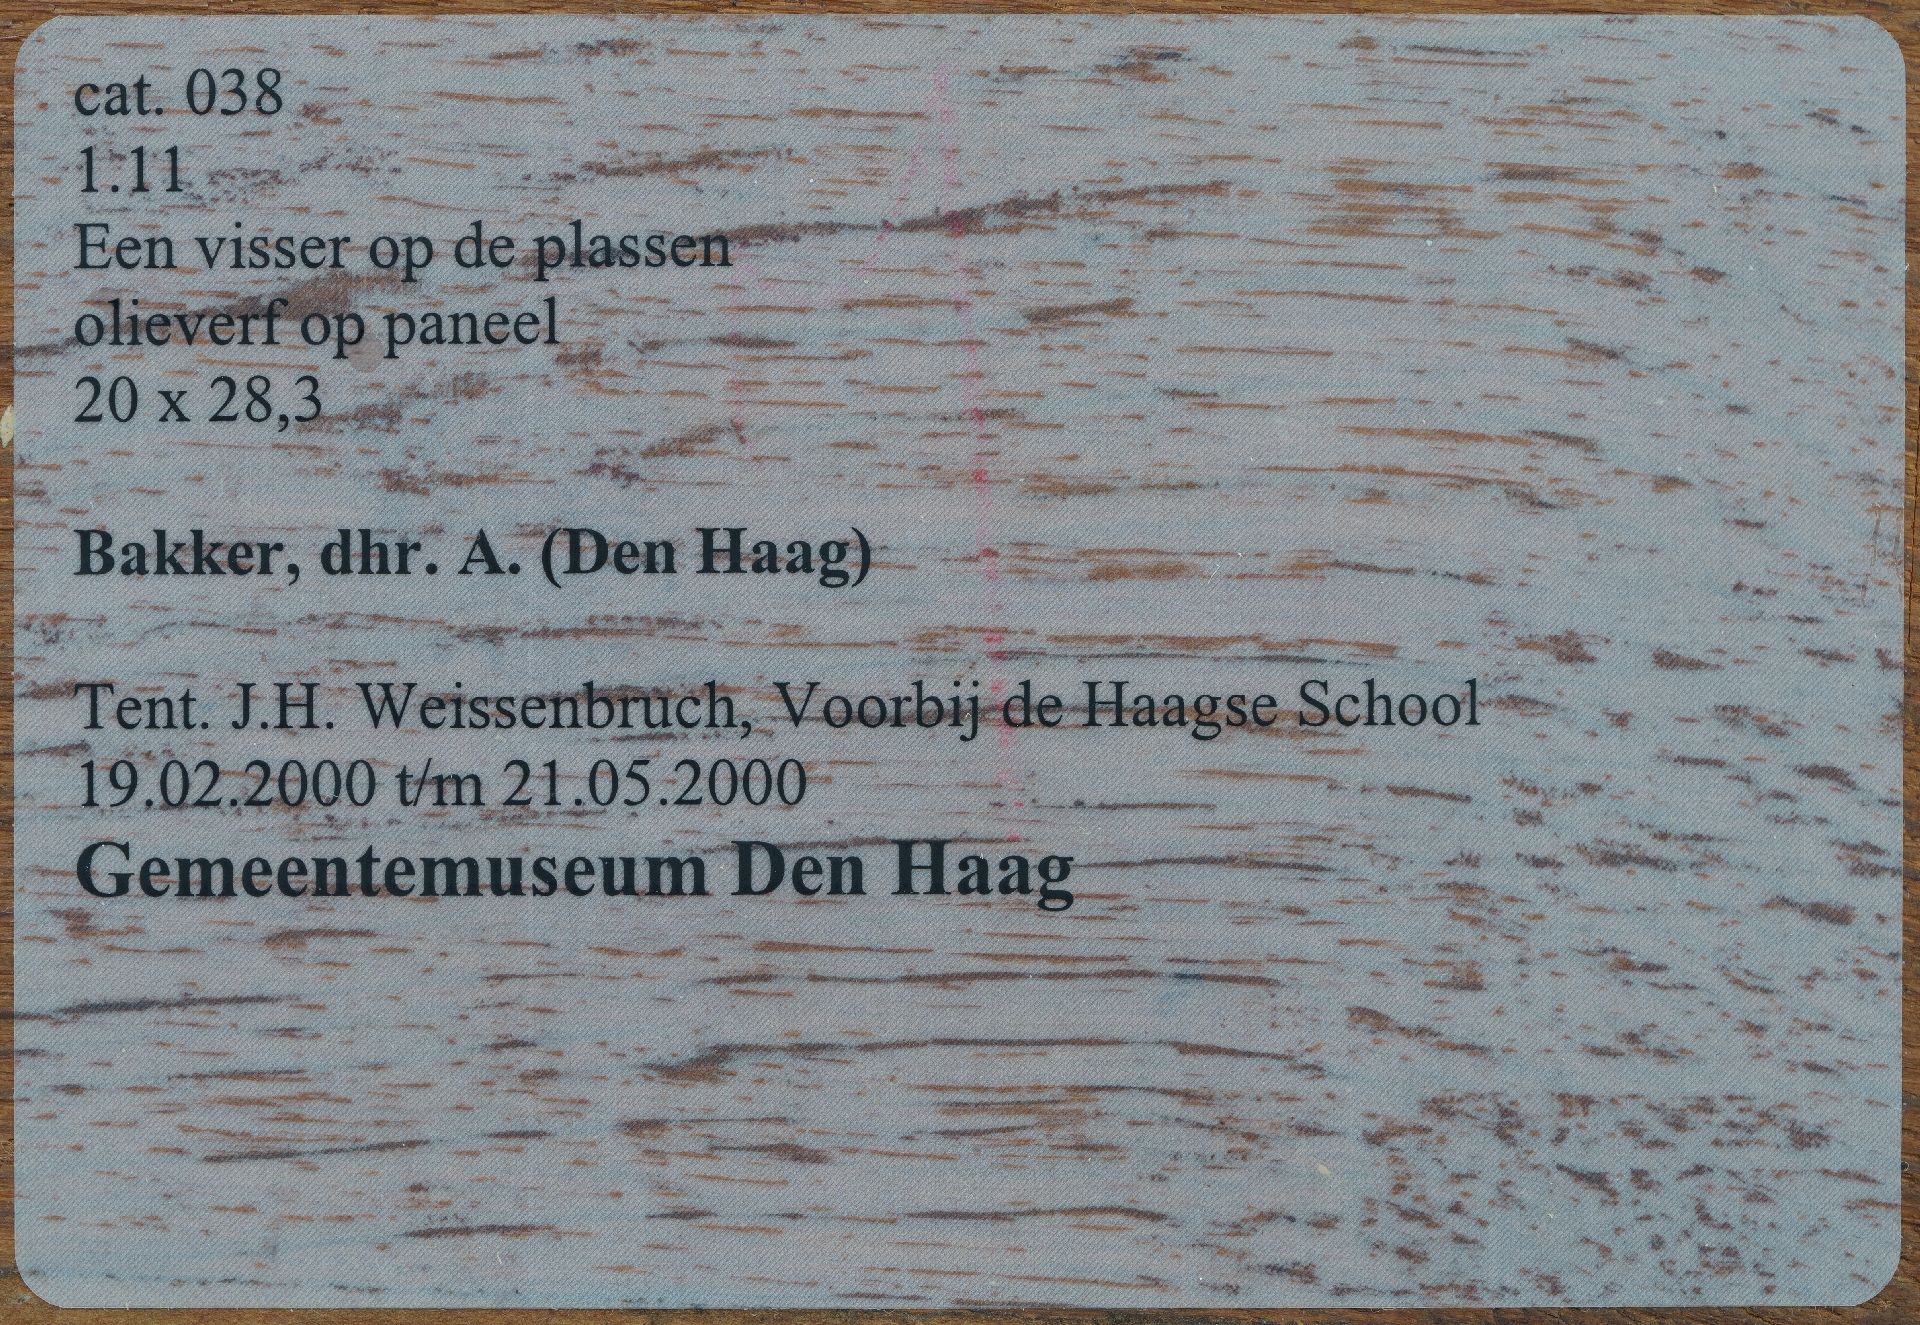 cat. 038
1.11
Een visser op de plassen
olieverf op paneel
20 x 28,3
Bakker, dhr. A. (Den Haag)
Tent. J.H. Weissenbruch, Voorbij de Haagse School
19.02.2000 t/m 21.05.2000
Gemeentemuseum Den Haag